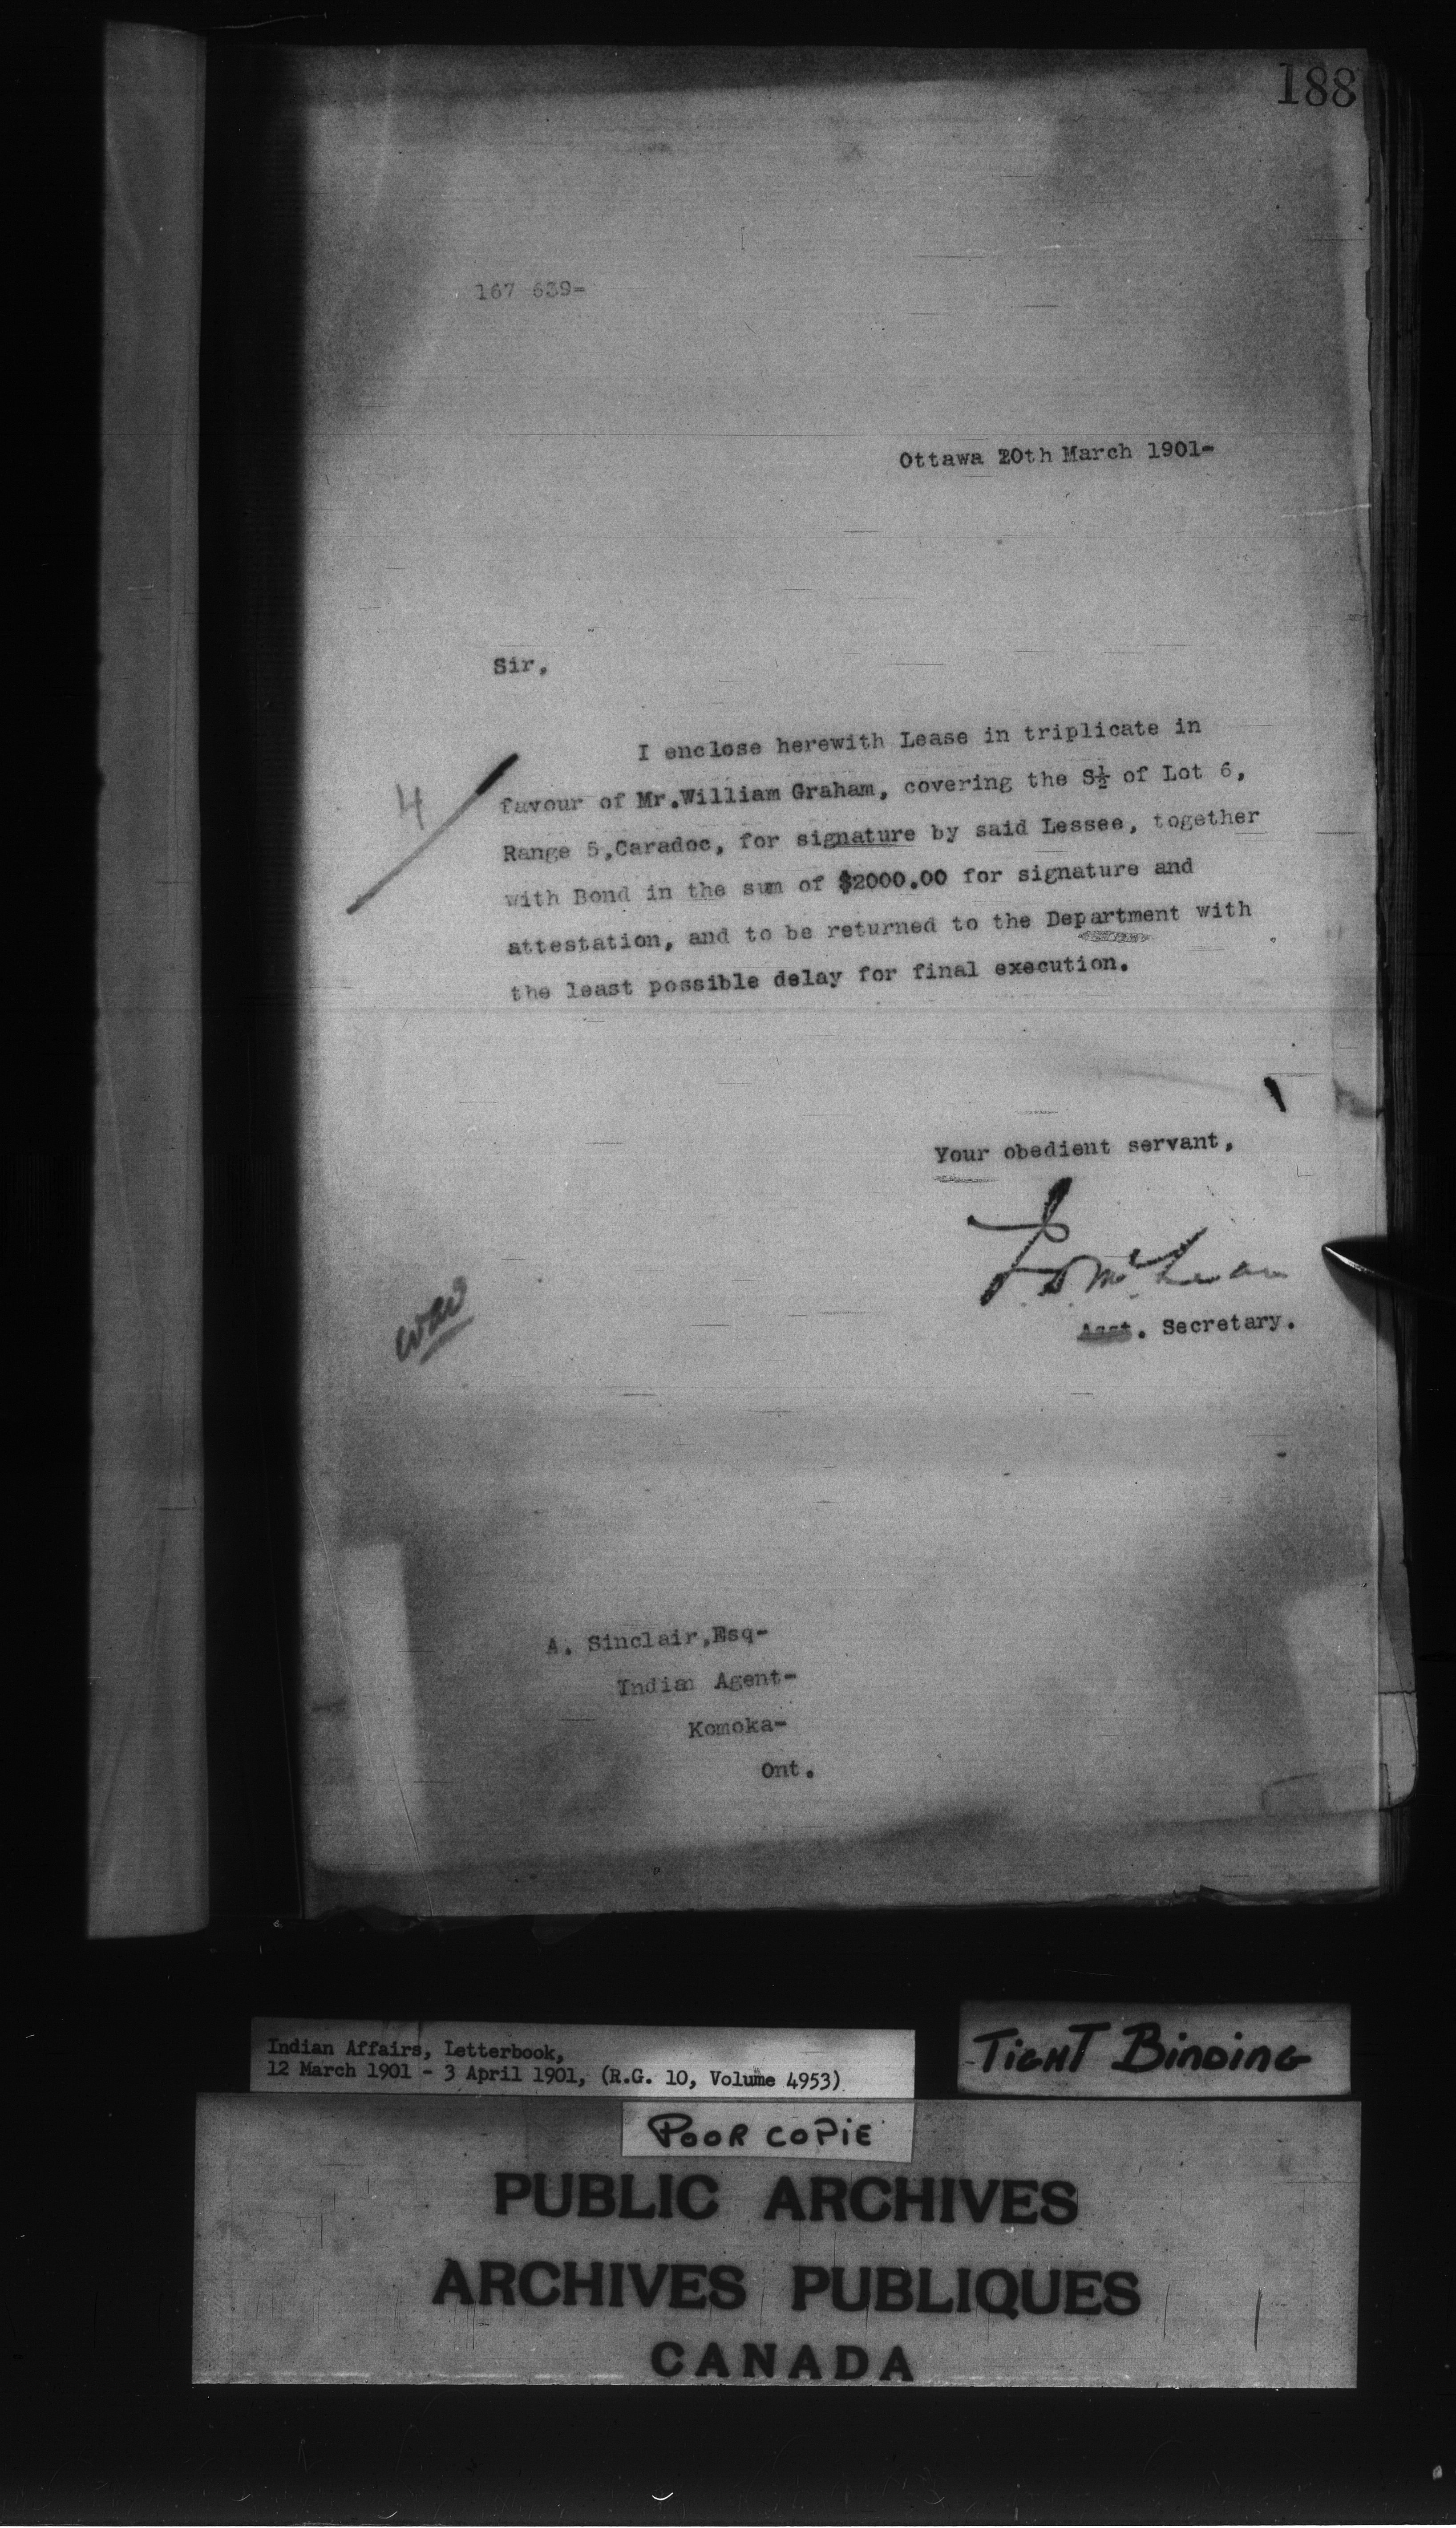 188
167 639-
Ottawa 20th March 1901-
Sir,
I enclose herewith Lease in triplicate in
4
favour of Mr.William Graham, covering the S½ of Lot 6,
Range 5,Caradoc, for signature by said Lessee, together
with Bond in the sum of $2000.00 for signature and
attestation, and to be returned to the Department with
the least possible delay for final execution.
Your obedient servant,
McLean
Asst. Secretary.
A. Sinclair,Esq-
Indian Agent-
Komoka-
Ont.
Indian Affairs, Letterbook,
12 March 1901 - 3 April 1901, (R.G. 10, Volume 4953)
TIGHT BINDING
POOR COPIE
PUBLIC ARCHIVES
ARCHIVES PUBLIQUES
CANADA